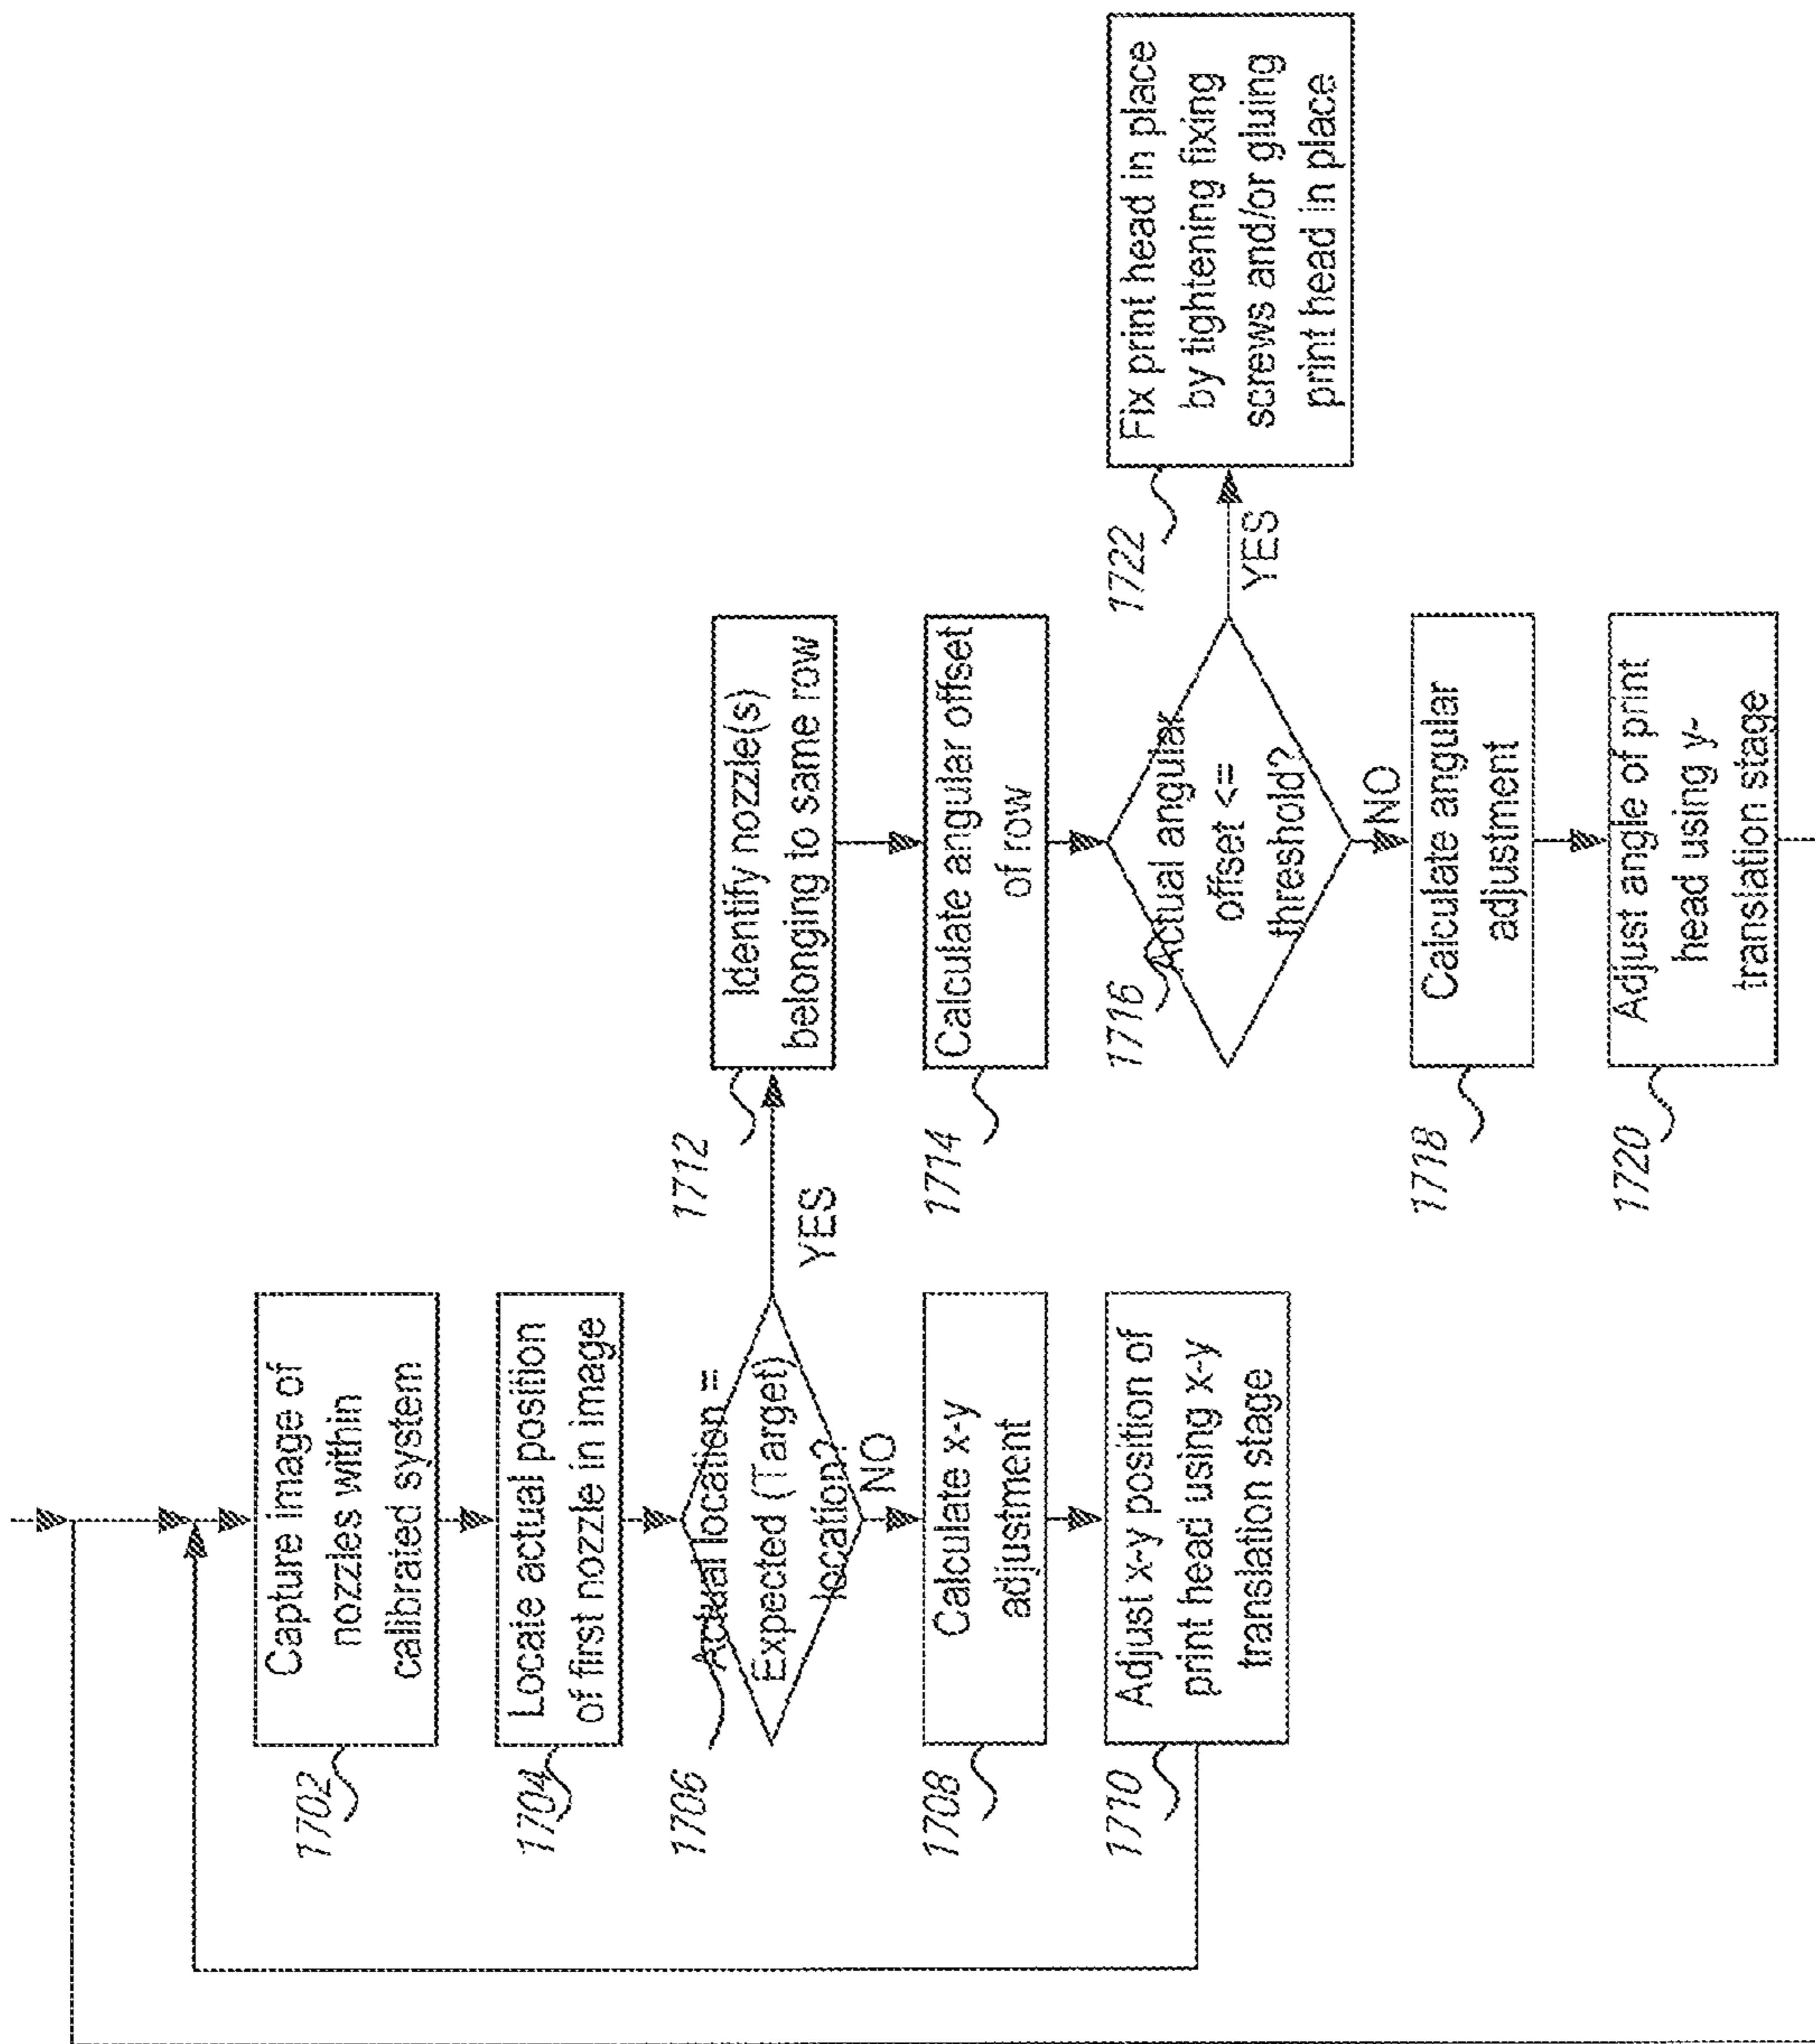 1702
Capture image of
nozzles within
calibrated system
1704
Locate actual position
of first nozzle in image
1706
Actual location =
Expected (Target)
location?
YES
NO
1708
Calculate x-y
adjustment
1710
Adjust x-y position of
print head using x-y
translation stage
1712
Identify nozzle(s)
belonging to same row
1714
Calculate angular offset
of row
1716
Actual angular
offset <=
threshold?
YES
NO
1718
Calculate angular
adjustment
1720
Adjust angle of print
head using y-
translation stage
1722
Fix print head in place
by tightening fixing
screws and/or gluing
print head in place